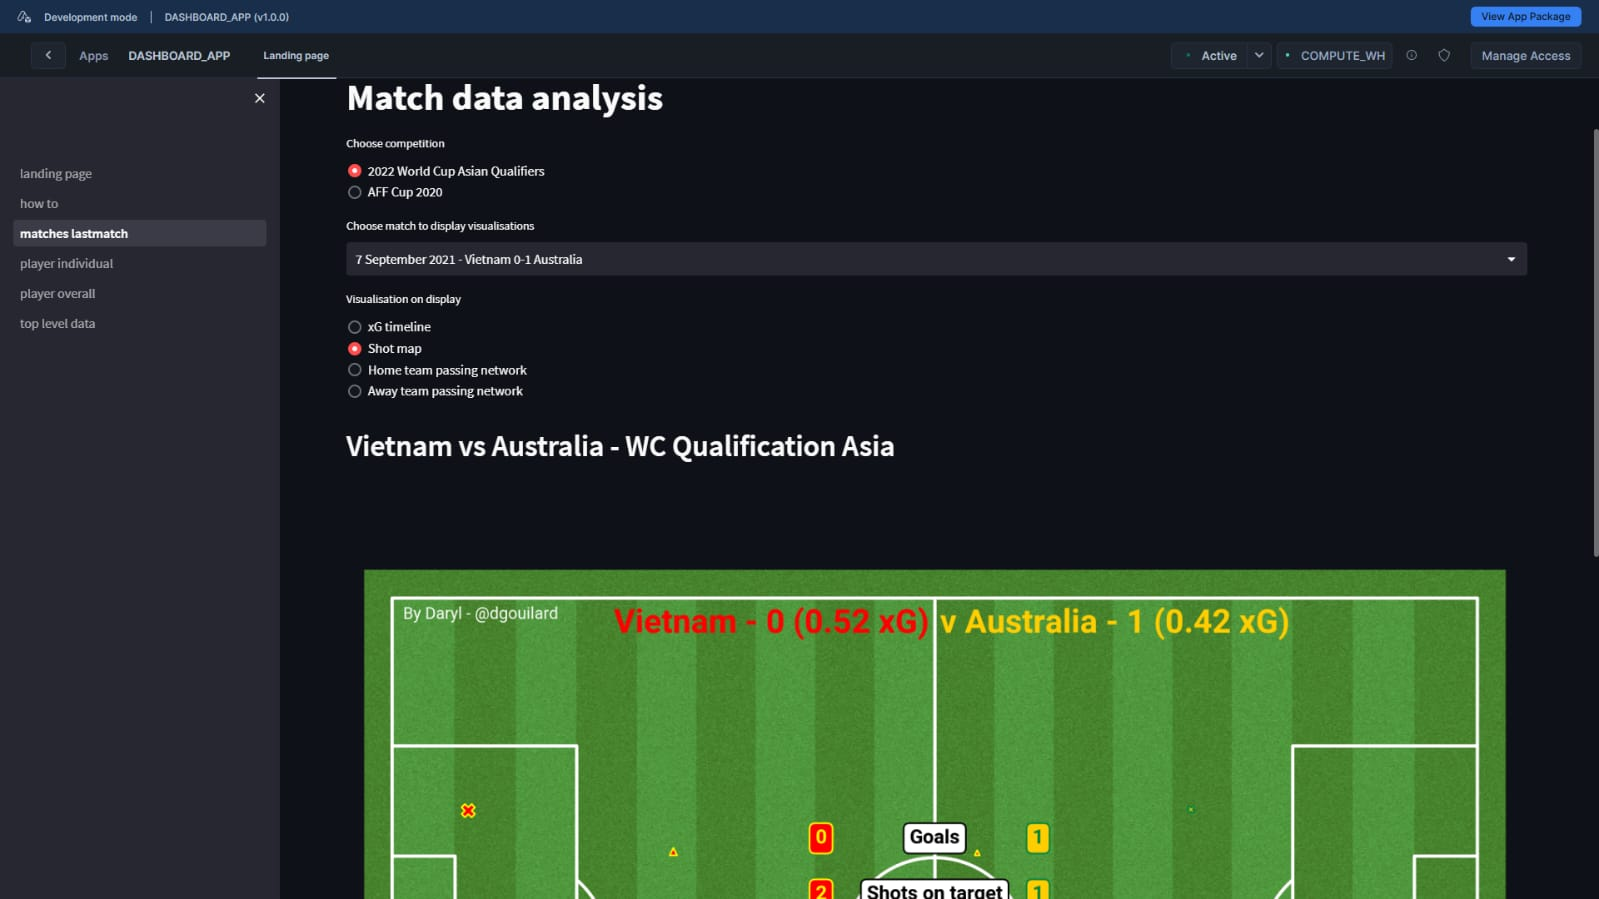 Development mode | DASHBOARD_APP (v1.0.0)
View App Package
Apps DASHBOARD_APP Landing page
Active COMPUTE_WH Manage Access
landing page
how to
matches lastmatch
player individual
player overall
top level data
Match data analysis
Choose competition
2022 World Cup Asian Qualifiers
AFF Cup 2020
Choose match to display visualisations
7 September 2021 - Vietnam 0-1 Australia
Visualisation on display
xG timeline
Shot map
Home team passing network
Away team passing network
Vietnam vs Australia - WC Qualification Asia
By Daryl - @dgouilard
Vietnam - 0 (0.52 xG) v Australia - 1 (0.42 xG)
0 Goals 1
2 Shots on target 1